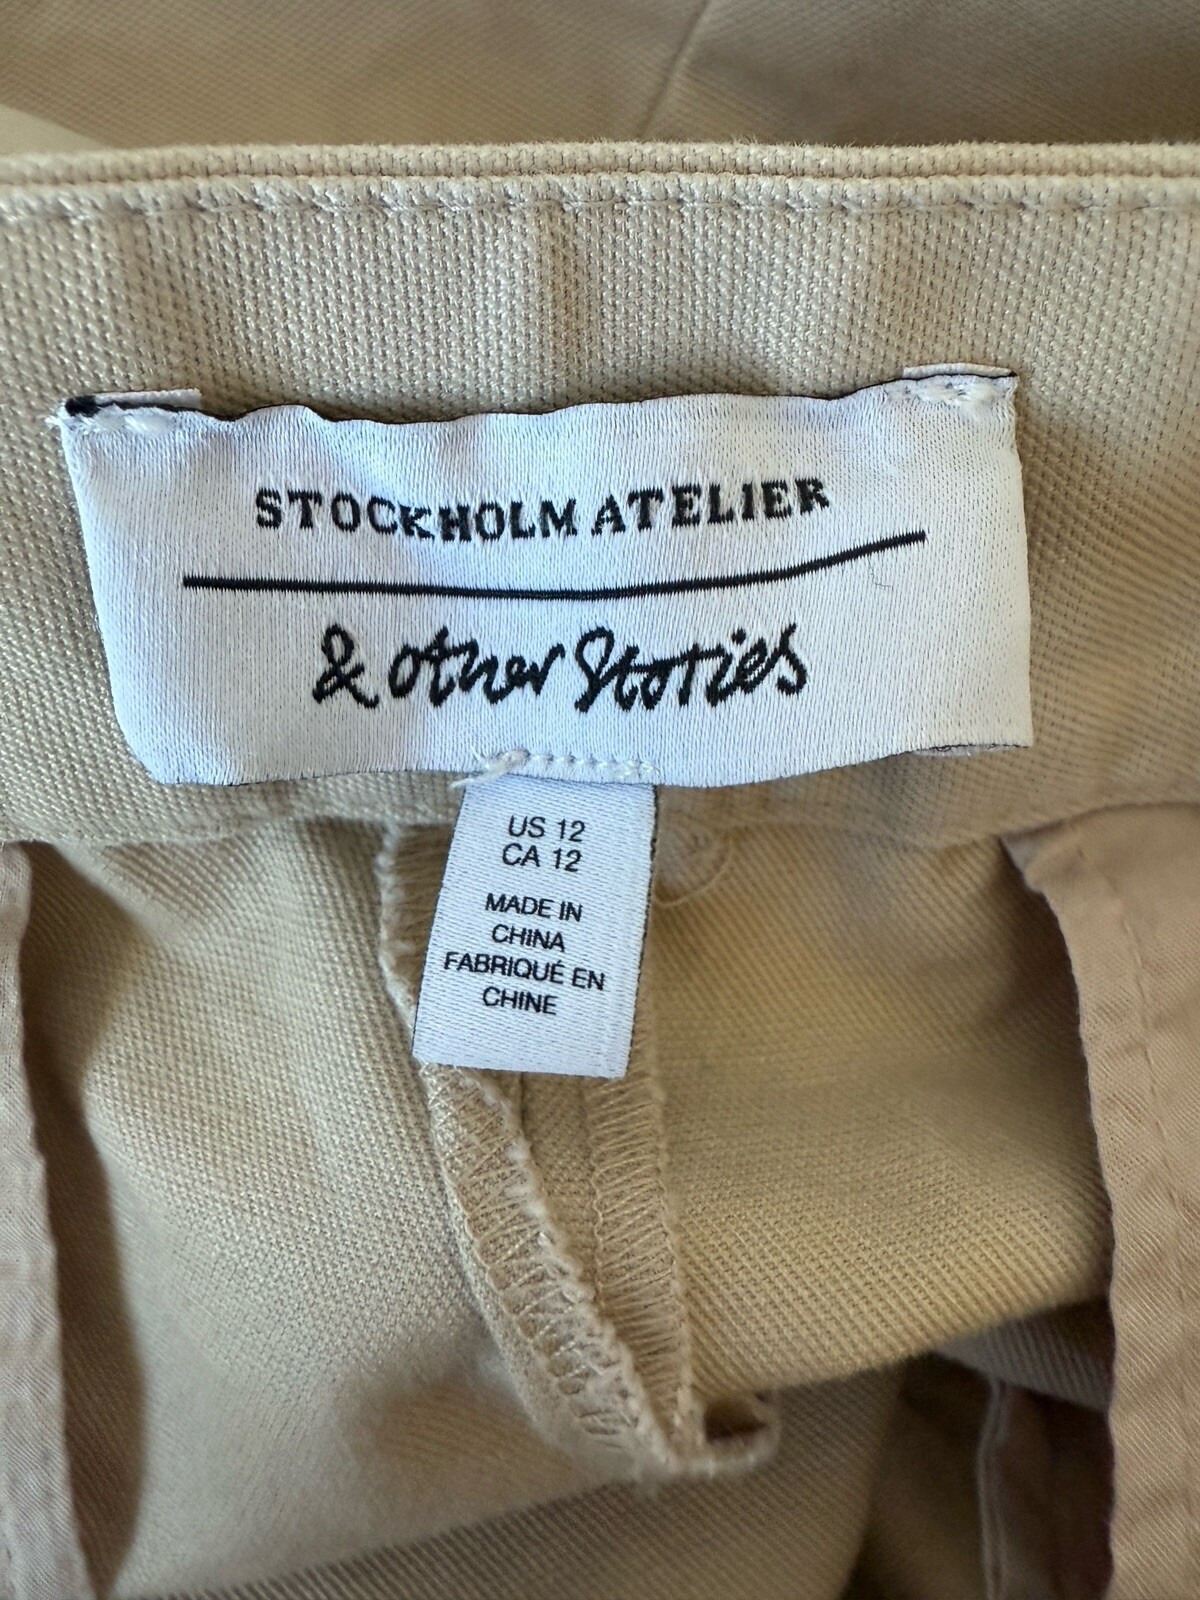 STOCKHOLM ATELIER
& other Stories
US 12
CA 12
MADE IN
CHINA
FABRIQUÉ EN
CHINE